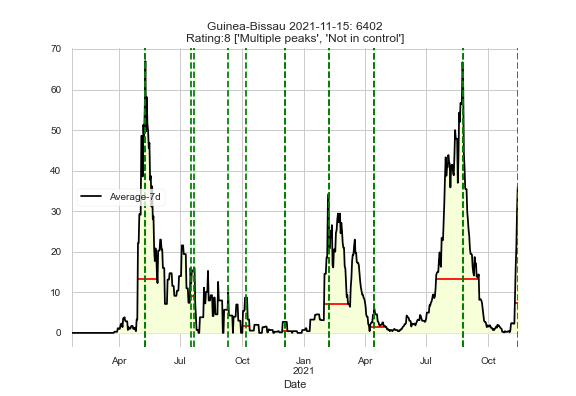 Guinea-Bissau 2021-11-15: 6402
Rating:8 ['Multiple peaks', 'Not in control']
70
60
50
40
30
20
10
0
Average-7d
Apr
Jul
Oct
Jan
2021
Apr
Jul
Oct
Date